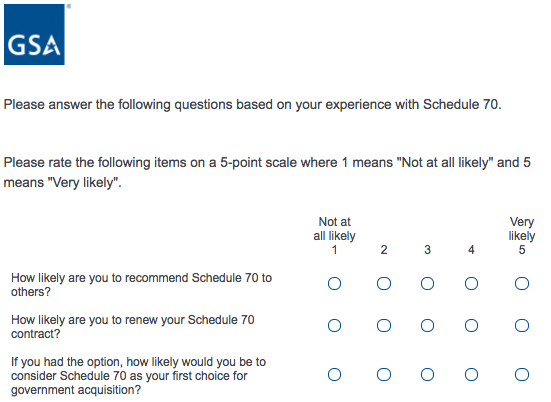 GSA
Please answer the following questions based on your experience with Schedule 70.
Please rate the following items on a 5-point scale where 1 means "Not at all likely" and 5
means "Very likely".
Not at
all likely
1
2
3
4
Very
likely
5
How likely are you to recommend Schedule 70 to
others?
How likely are you to renew your Schedule 70
contract?
If you had the option, how likely would you be to
consider Schedule 70 as your first choice for
government acquisition?